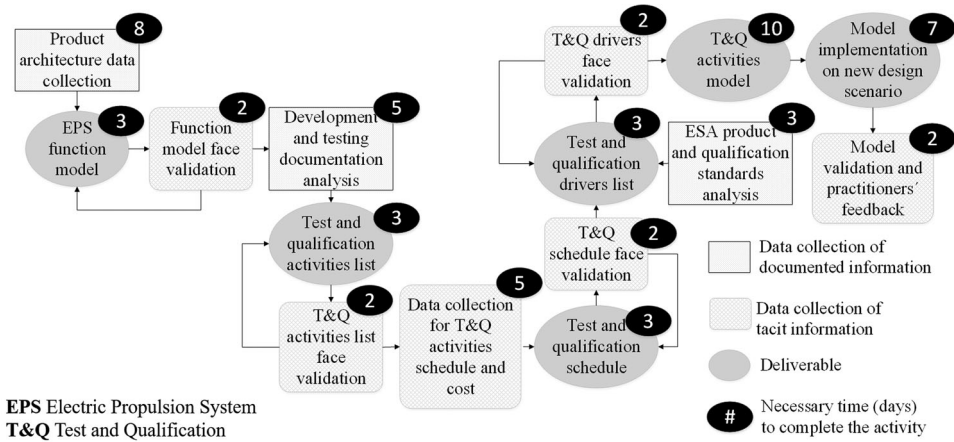 8
Product
architecture data
collection
3
EPS
function
model
2
Function
model face
validation
5
Development
and testing
documentation
analysis
3
Test and
qualification
activities list
2
T&Q
activities list
face
validation
5
Data collection
for T&Q
activities
schedule and
cost
3
Test and
qualification
schedule
2
T&Q
schedule face
validation
3
Test and
qualification
drivers list
3
ESA product
and qualification
standards
analysis
2
T&Q drivers
face
validation
10
T&Q
activities
model
7
Model
implementation
on new design
scenario
2
Model
validation and
practitioners´
feedback
Data collection of
documented information
Data collection of
tacit information
Deliverable
# Necessary time (days)
to complete the activity
EPS Electric Propulsion System
T&Q Test and Qualification